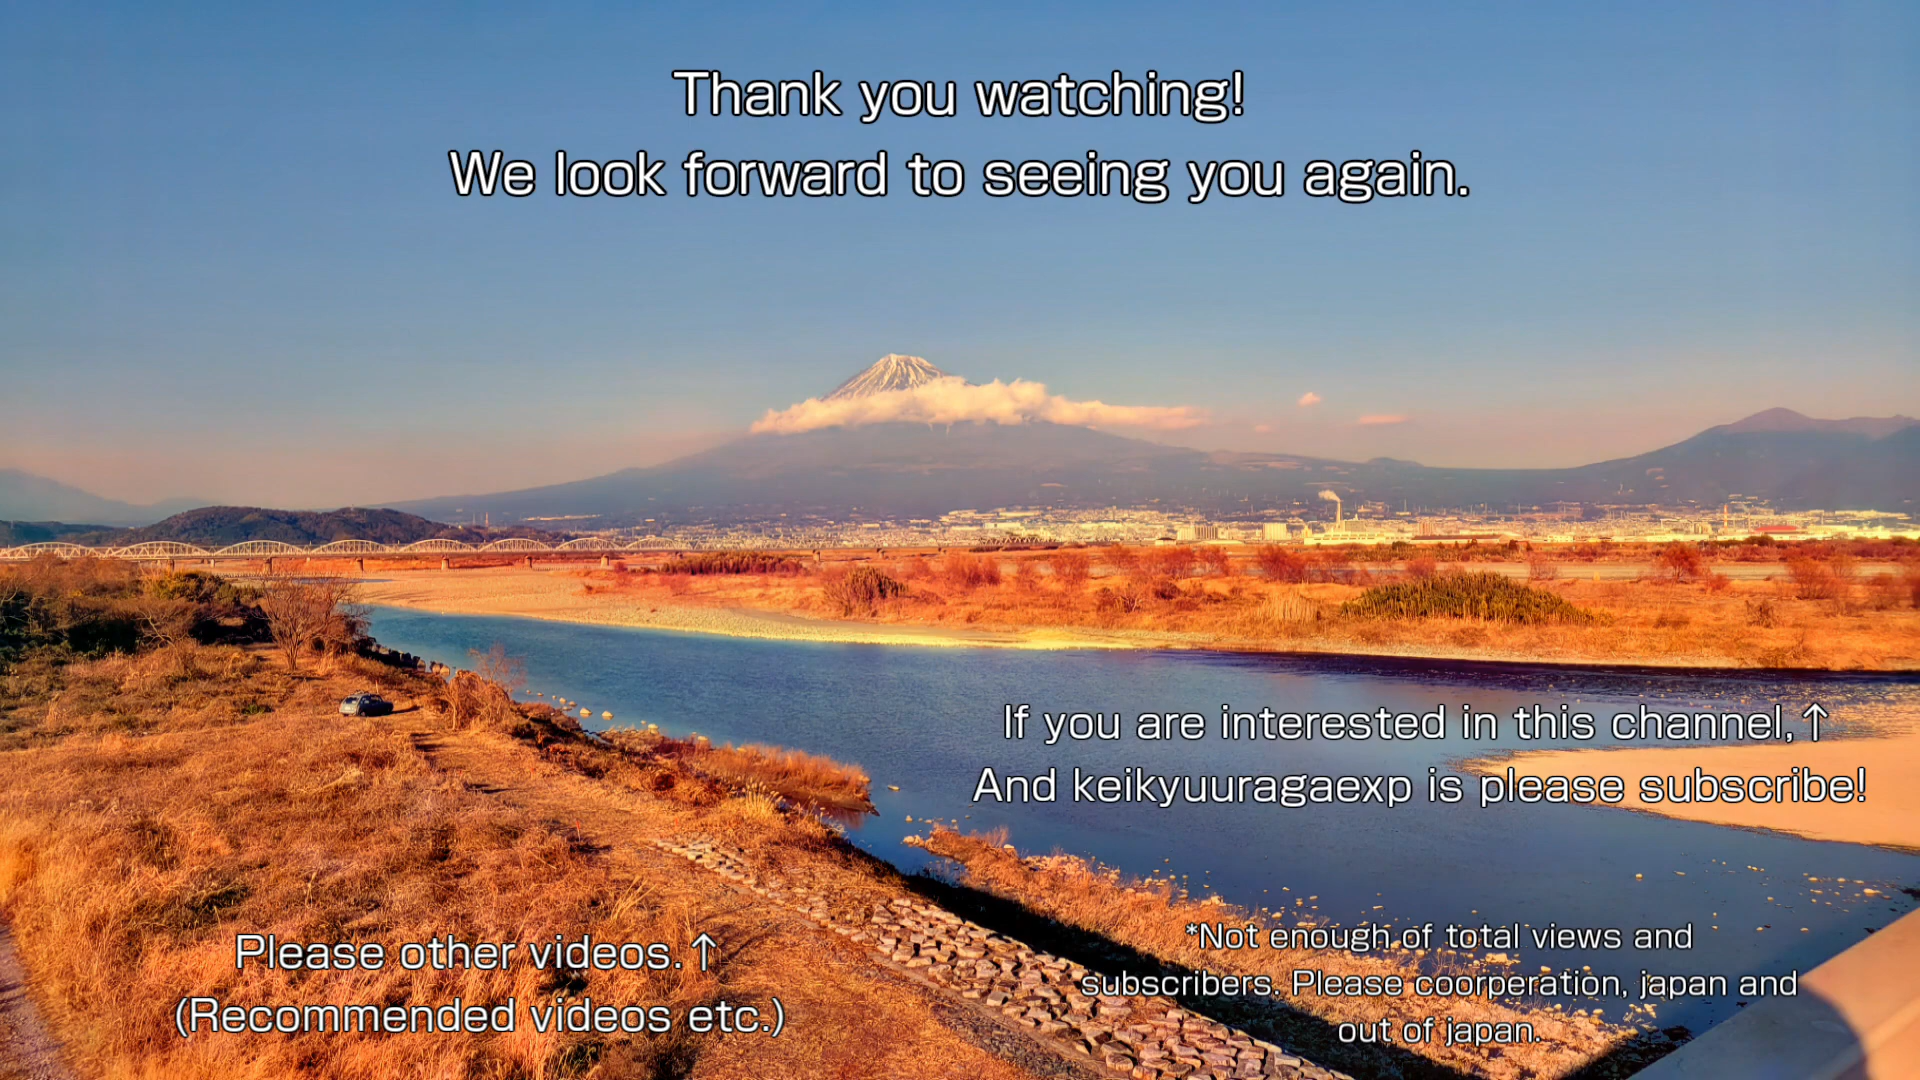 Thank you watching!
We look forward to seeing you again.
If you are interested in this channel,↑
And keikyuuragaexp is please subscribe!
Please other videos.↑
(Recommended videos etc.)
*Not enough of total views and
subscribers. Please coorperation, japan and
out of japan.